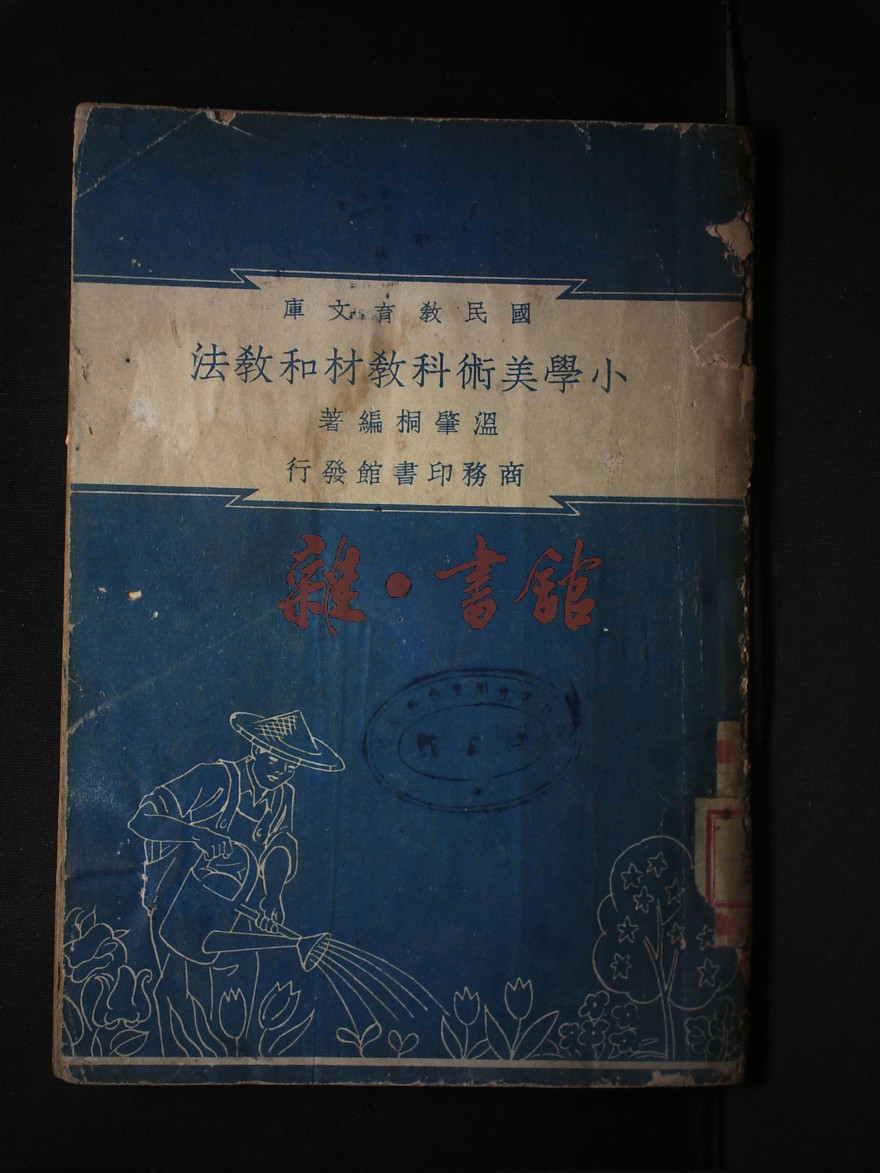 國民教育文庫
小學美術科教材和教法
溫肇桐編著
商務印書館發行
雜·書館